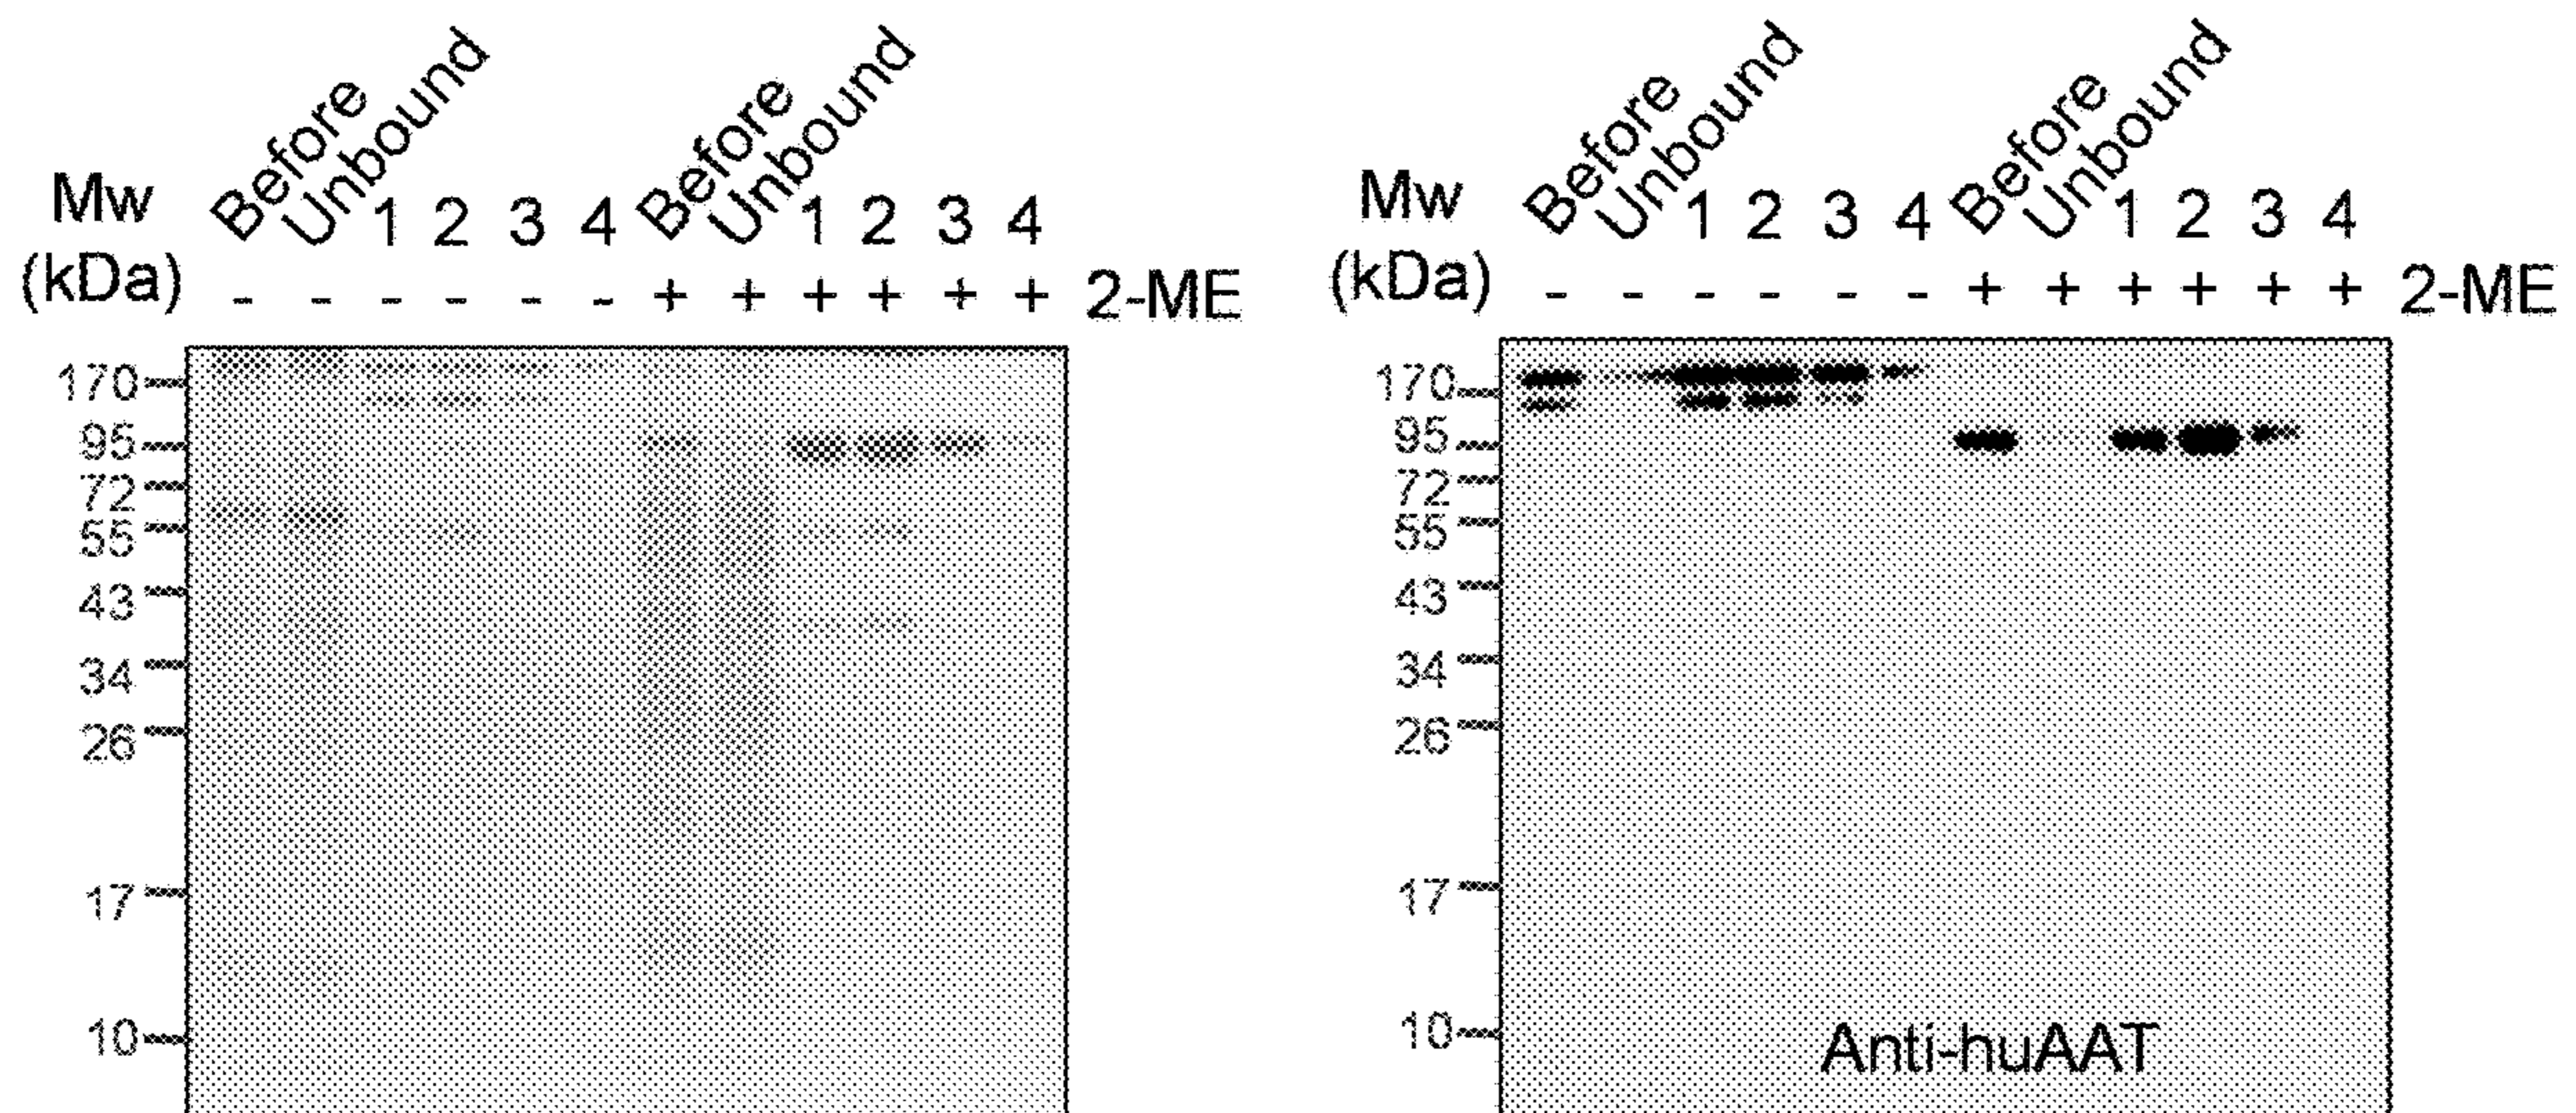 Before Unbound 1 2 3 4 Before Unbound 1 2 3 4
Mw
(kDa) - - - - - - + + + + + + 2-ME
170
95
72
55
43
34
26
17
10
Before Unbound 1 2 3 4 Before Unbound 1 2 3 4
Mw
(kDa) - - - - - - + + + + + + 2-ME
170
95
72
55
43
34
26
17
10
Anti-huAAT